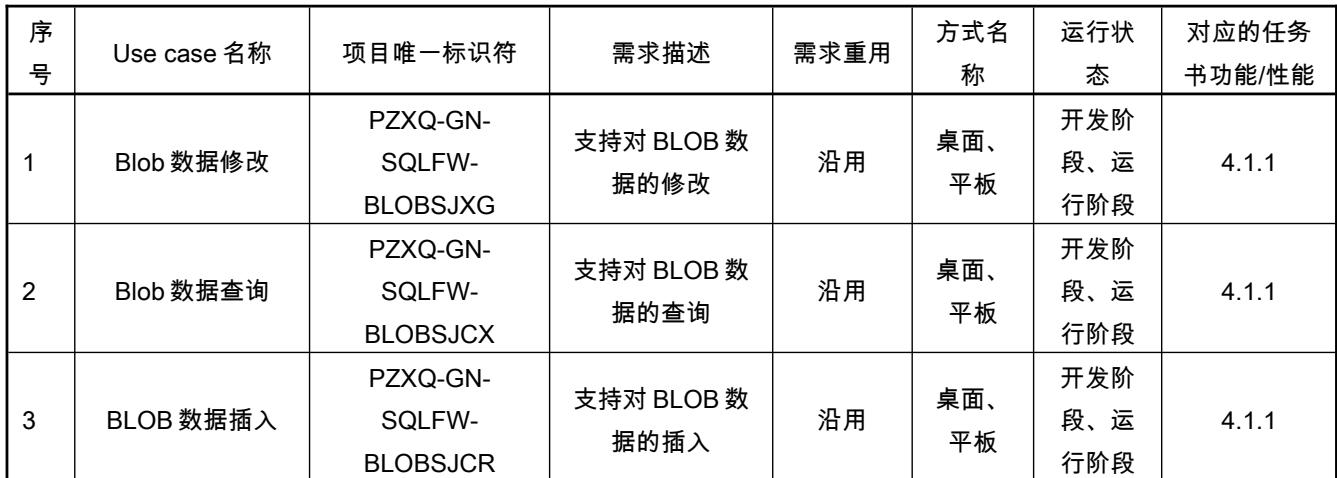 序号 Use case 名称 项目唯一标识符 需求描述 需求重用 方式名称 运行状态 对应的任务书功能/性能
1 Blob 数据修改 PZXQ-GN-SQLFW-BLOBSJXG 支持对 BLOB 数据的修改 沿用 桌面、平板 开发阶段、运行阶段 4.1.1
2 Blob 数据查询 PZXQ-GN-SQLFW-BLOBSJCX 支持对 BLOB 数据的查询 沿用 桌面、平板 开发阶段、运行阶段 4.1.1
3 BLOB 数据插入 PZXQ-GN-SQLFW-BLOBSJCR 支持对 BLOB 数据的插入 沿用 桌面、平板 开发阶段、运行阶段 4.1.1